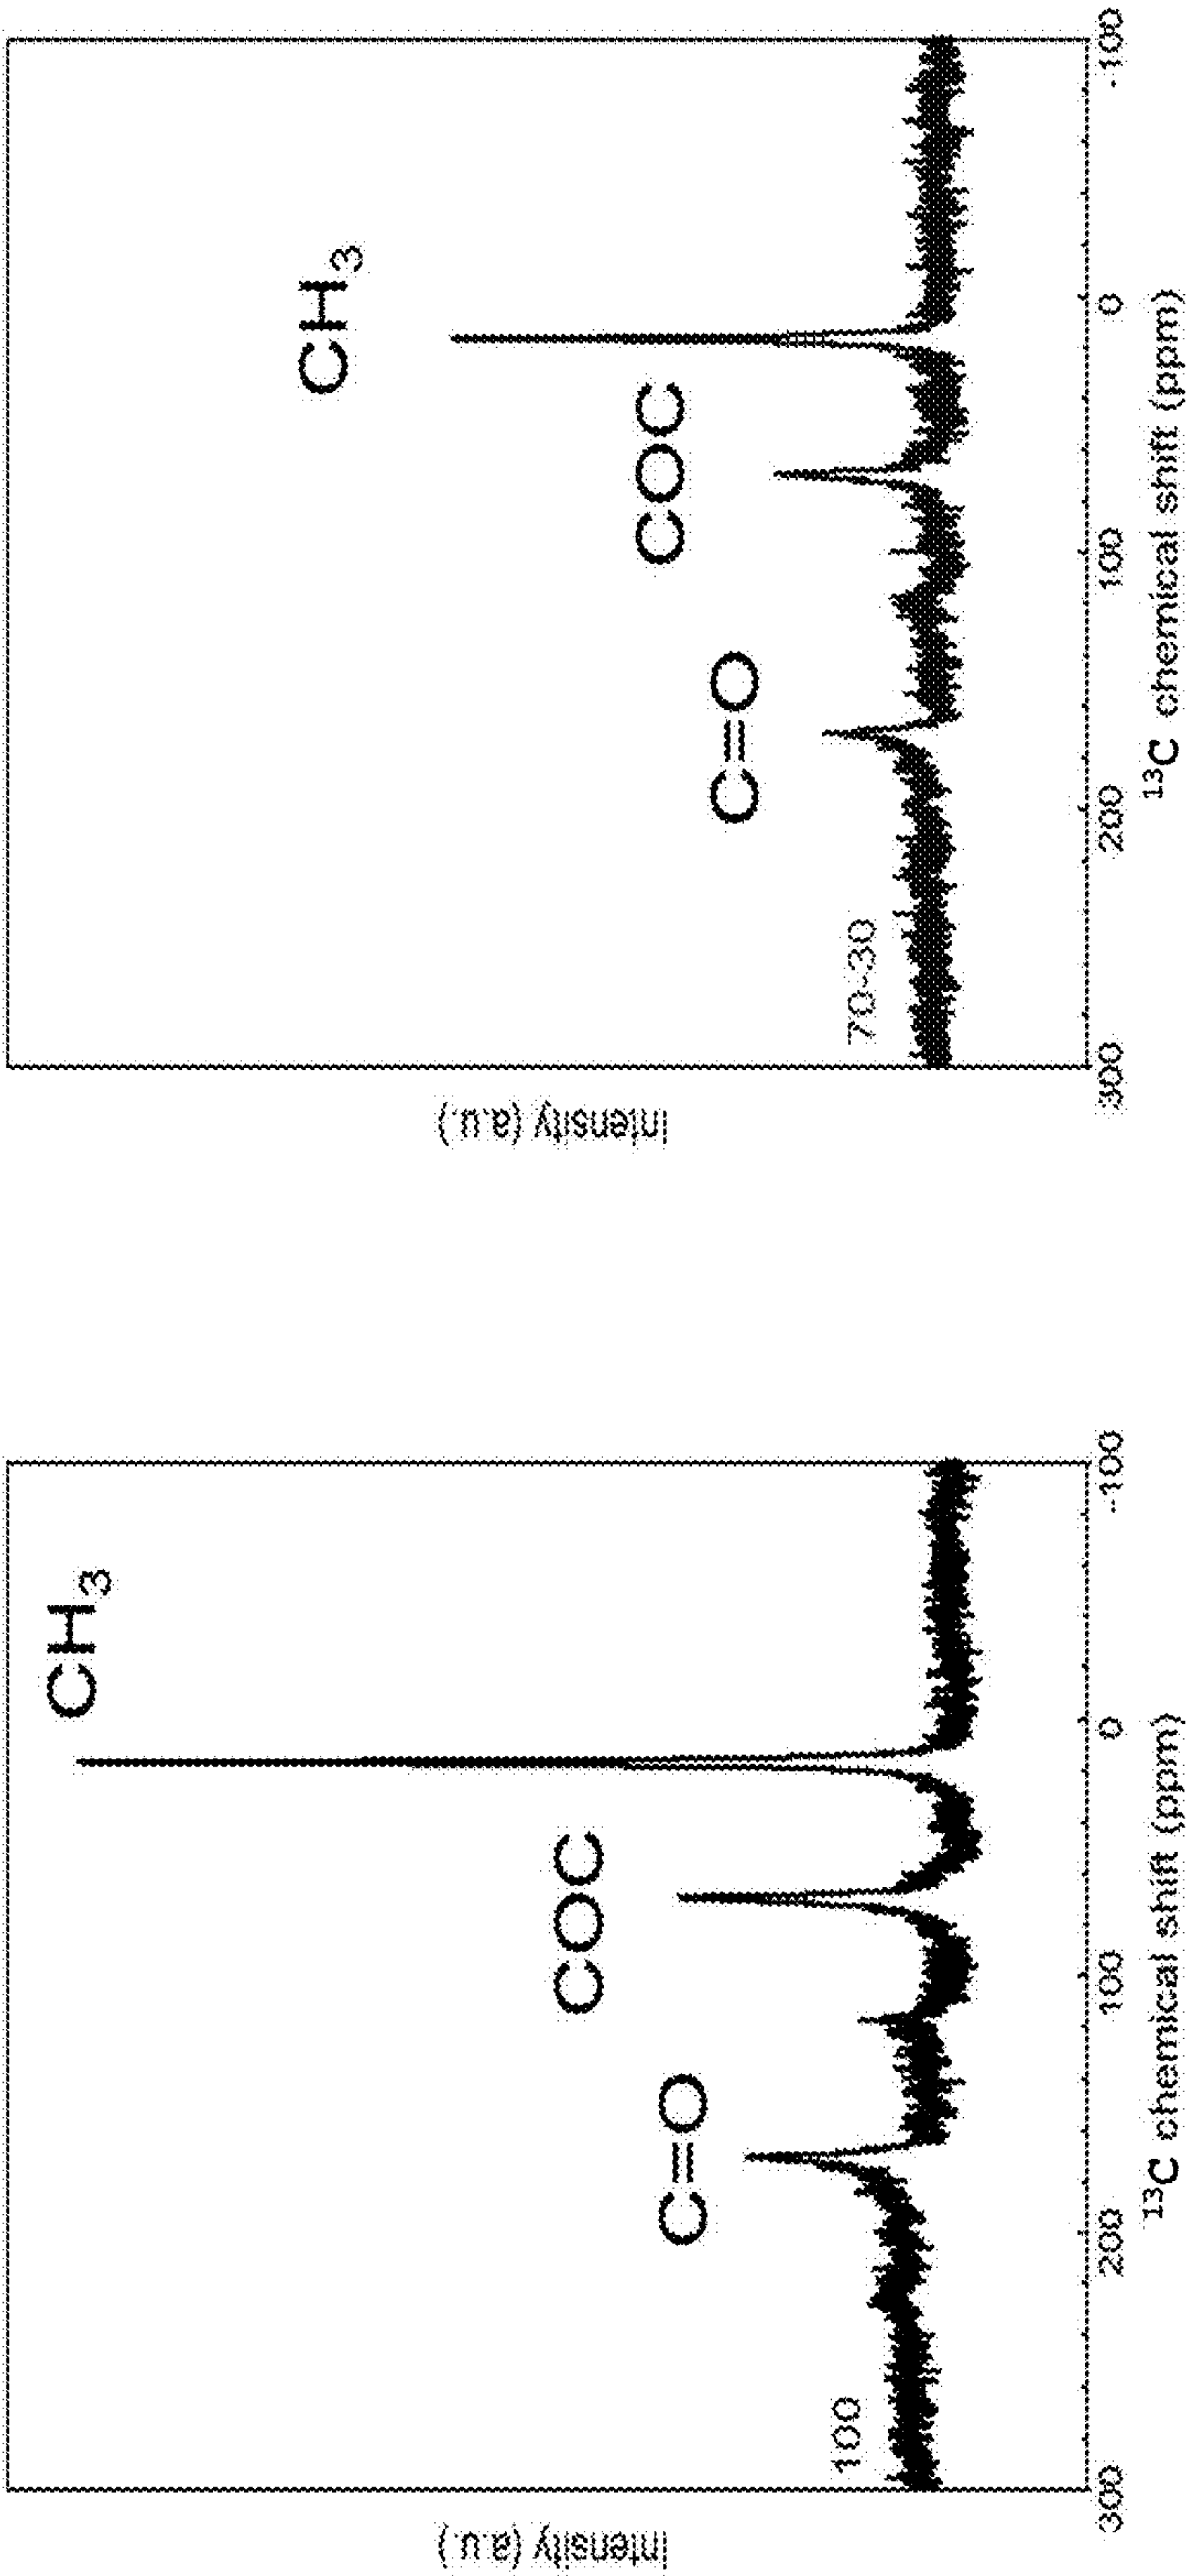 Intensity (a.u.)
100
C=O
COC
CH3
300
200
100
0
-100
¹³C chemical shift (ppm)
Intensity (a.u.)
70-30
C=O
COC
CH3
300
200
100
0
-100
¹³C chemical shift (ppm)